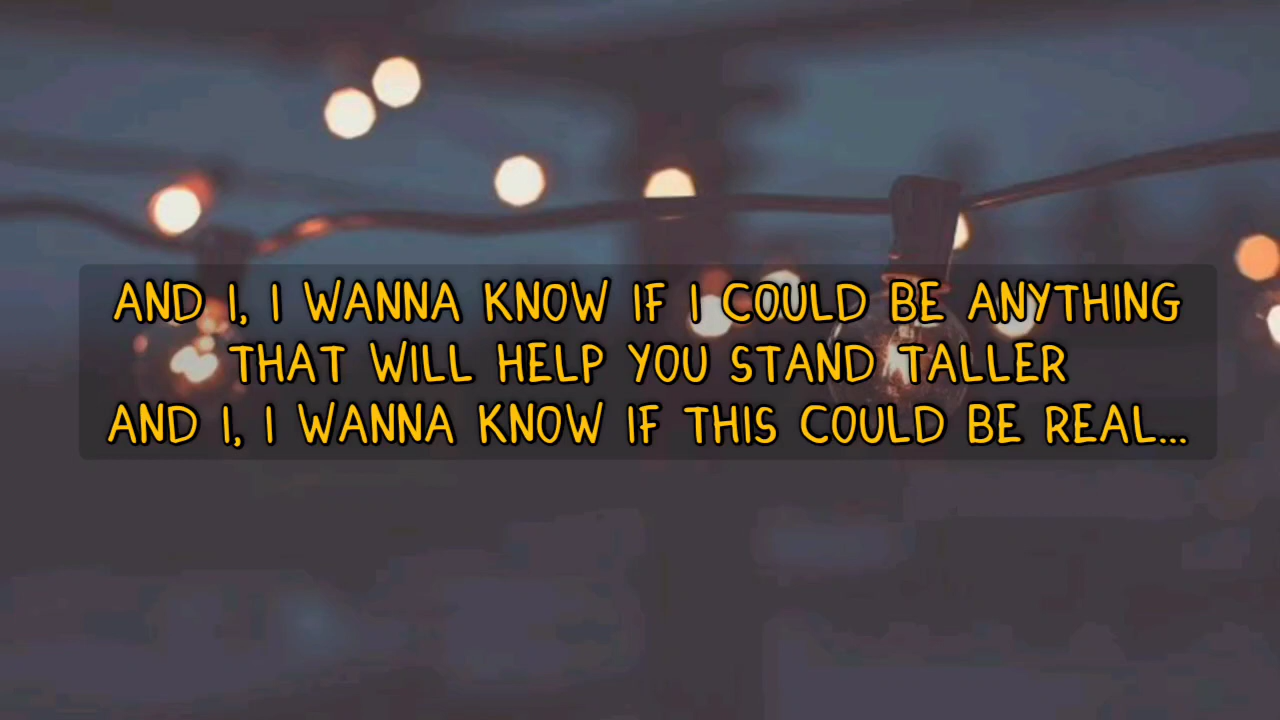 AND I, I WANNA KNOW IF I COULD BE ANYTHING
THAT WILL HELP YOU STAND TALLER
AND I, I WANNA KNOW IF THIS COULD BE REAL...